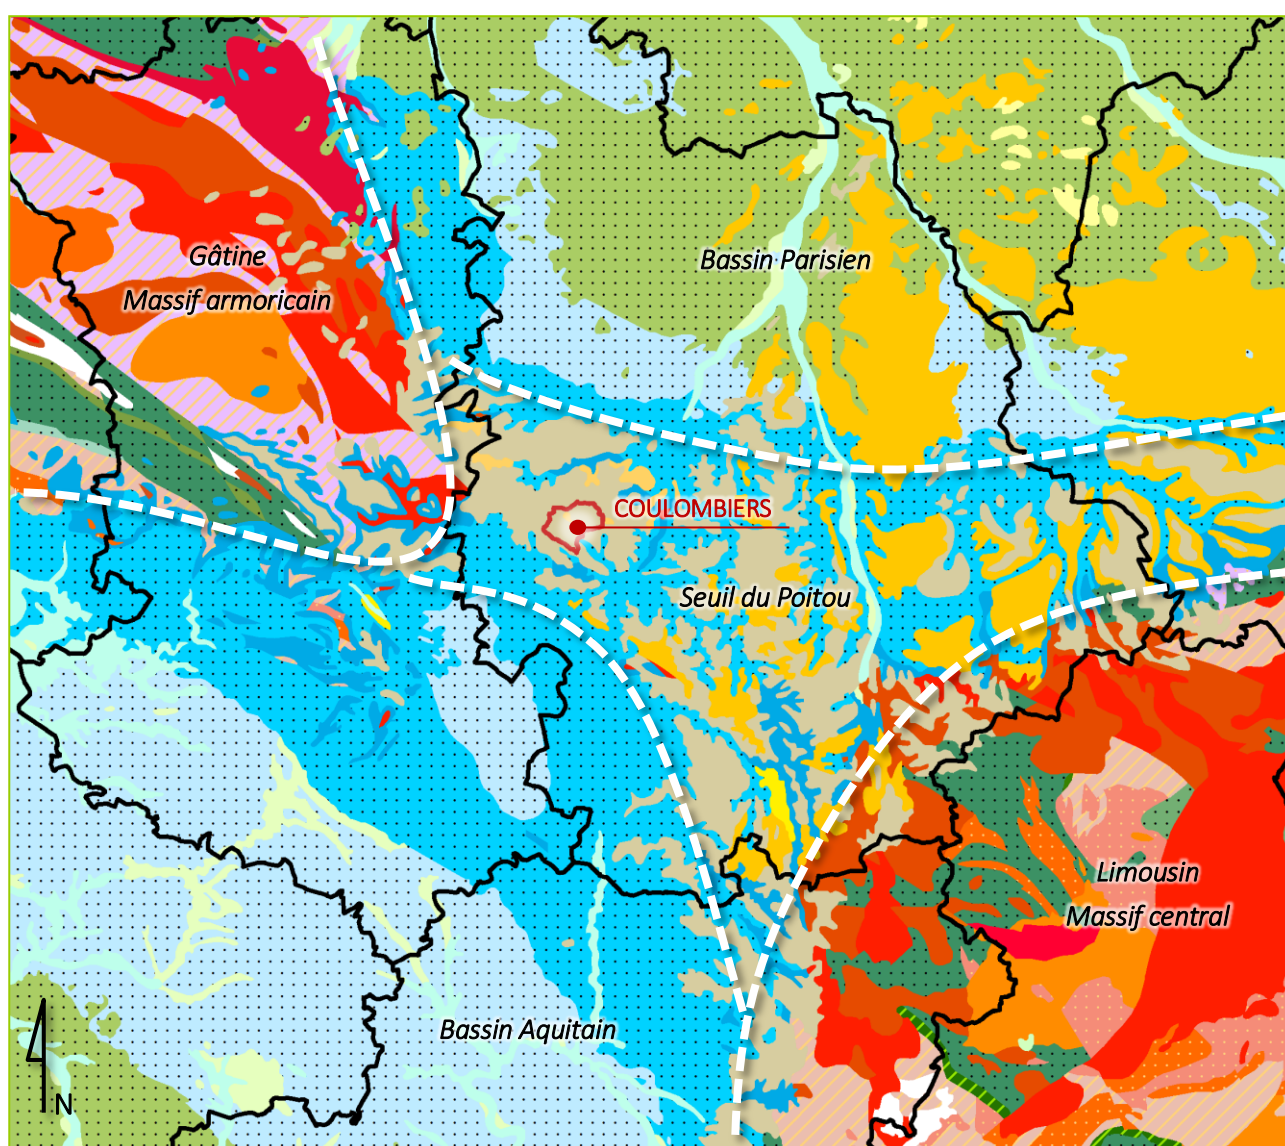 Gâtine
Massif armoricain
Bassin Parisien
COULOMBIERS
Seuil du Poitou
Limousin
Massif central
Bassin Aquitain
N